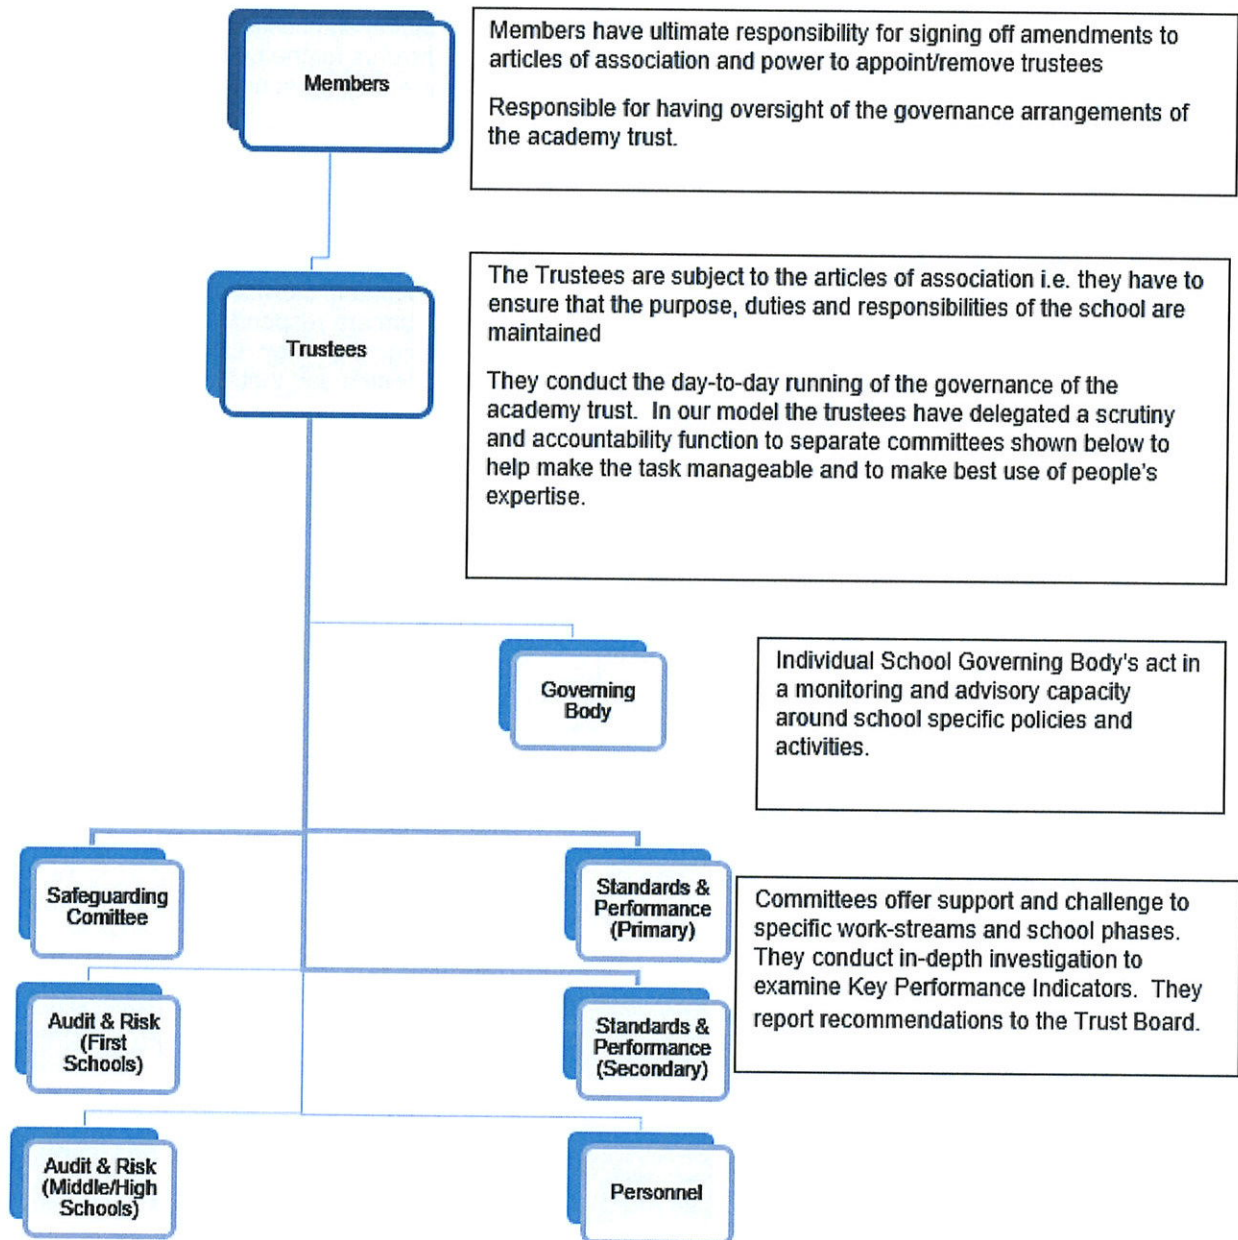 Members
Members have ultimate responsibility for signing off amendments to
articles of association and power to appoint/remove trustees
Responsible for having oversight of the governance arrangements of
the academy trust.
Trustees
The Trustees are subject to the articles of association i.e. they have to
ensure that the purpose, duties and responsibilities of the school are
maintained
They conduct the day-to-day running of the governance of the
academy trust. In our model the trustees have delegated a scrutiny
and accountability function to separate committees shown below to
help make the task manageable and to make best use of people's
expertise.
Governing
Body
Individual School Governing Body's act in
a monitoring and advisory capacity
around school specific policies and
activities.
Safeguarding
Comittee
Standards &
Performance
(Primary)
Committees offer support and challenge to
specific work-streams and school phases.
They conduct in-depth investigation to
examine Key Performance Indicators. They
report recommendations to the Trust Board.
Audit & Risk
(First
Schools)
Standards &
Performance
(Secondary)
Audit & Risk
(Middle/High
Schools)
Personnel